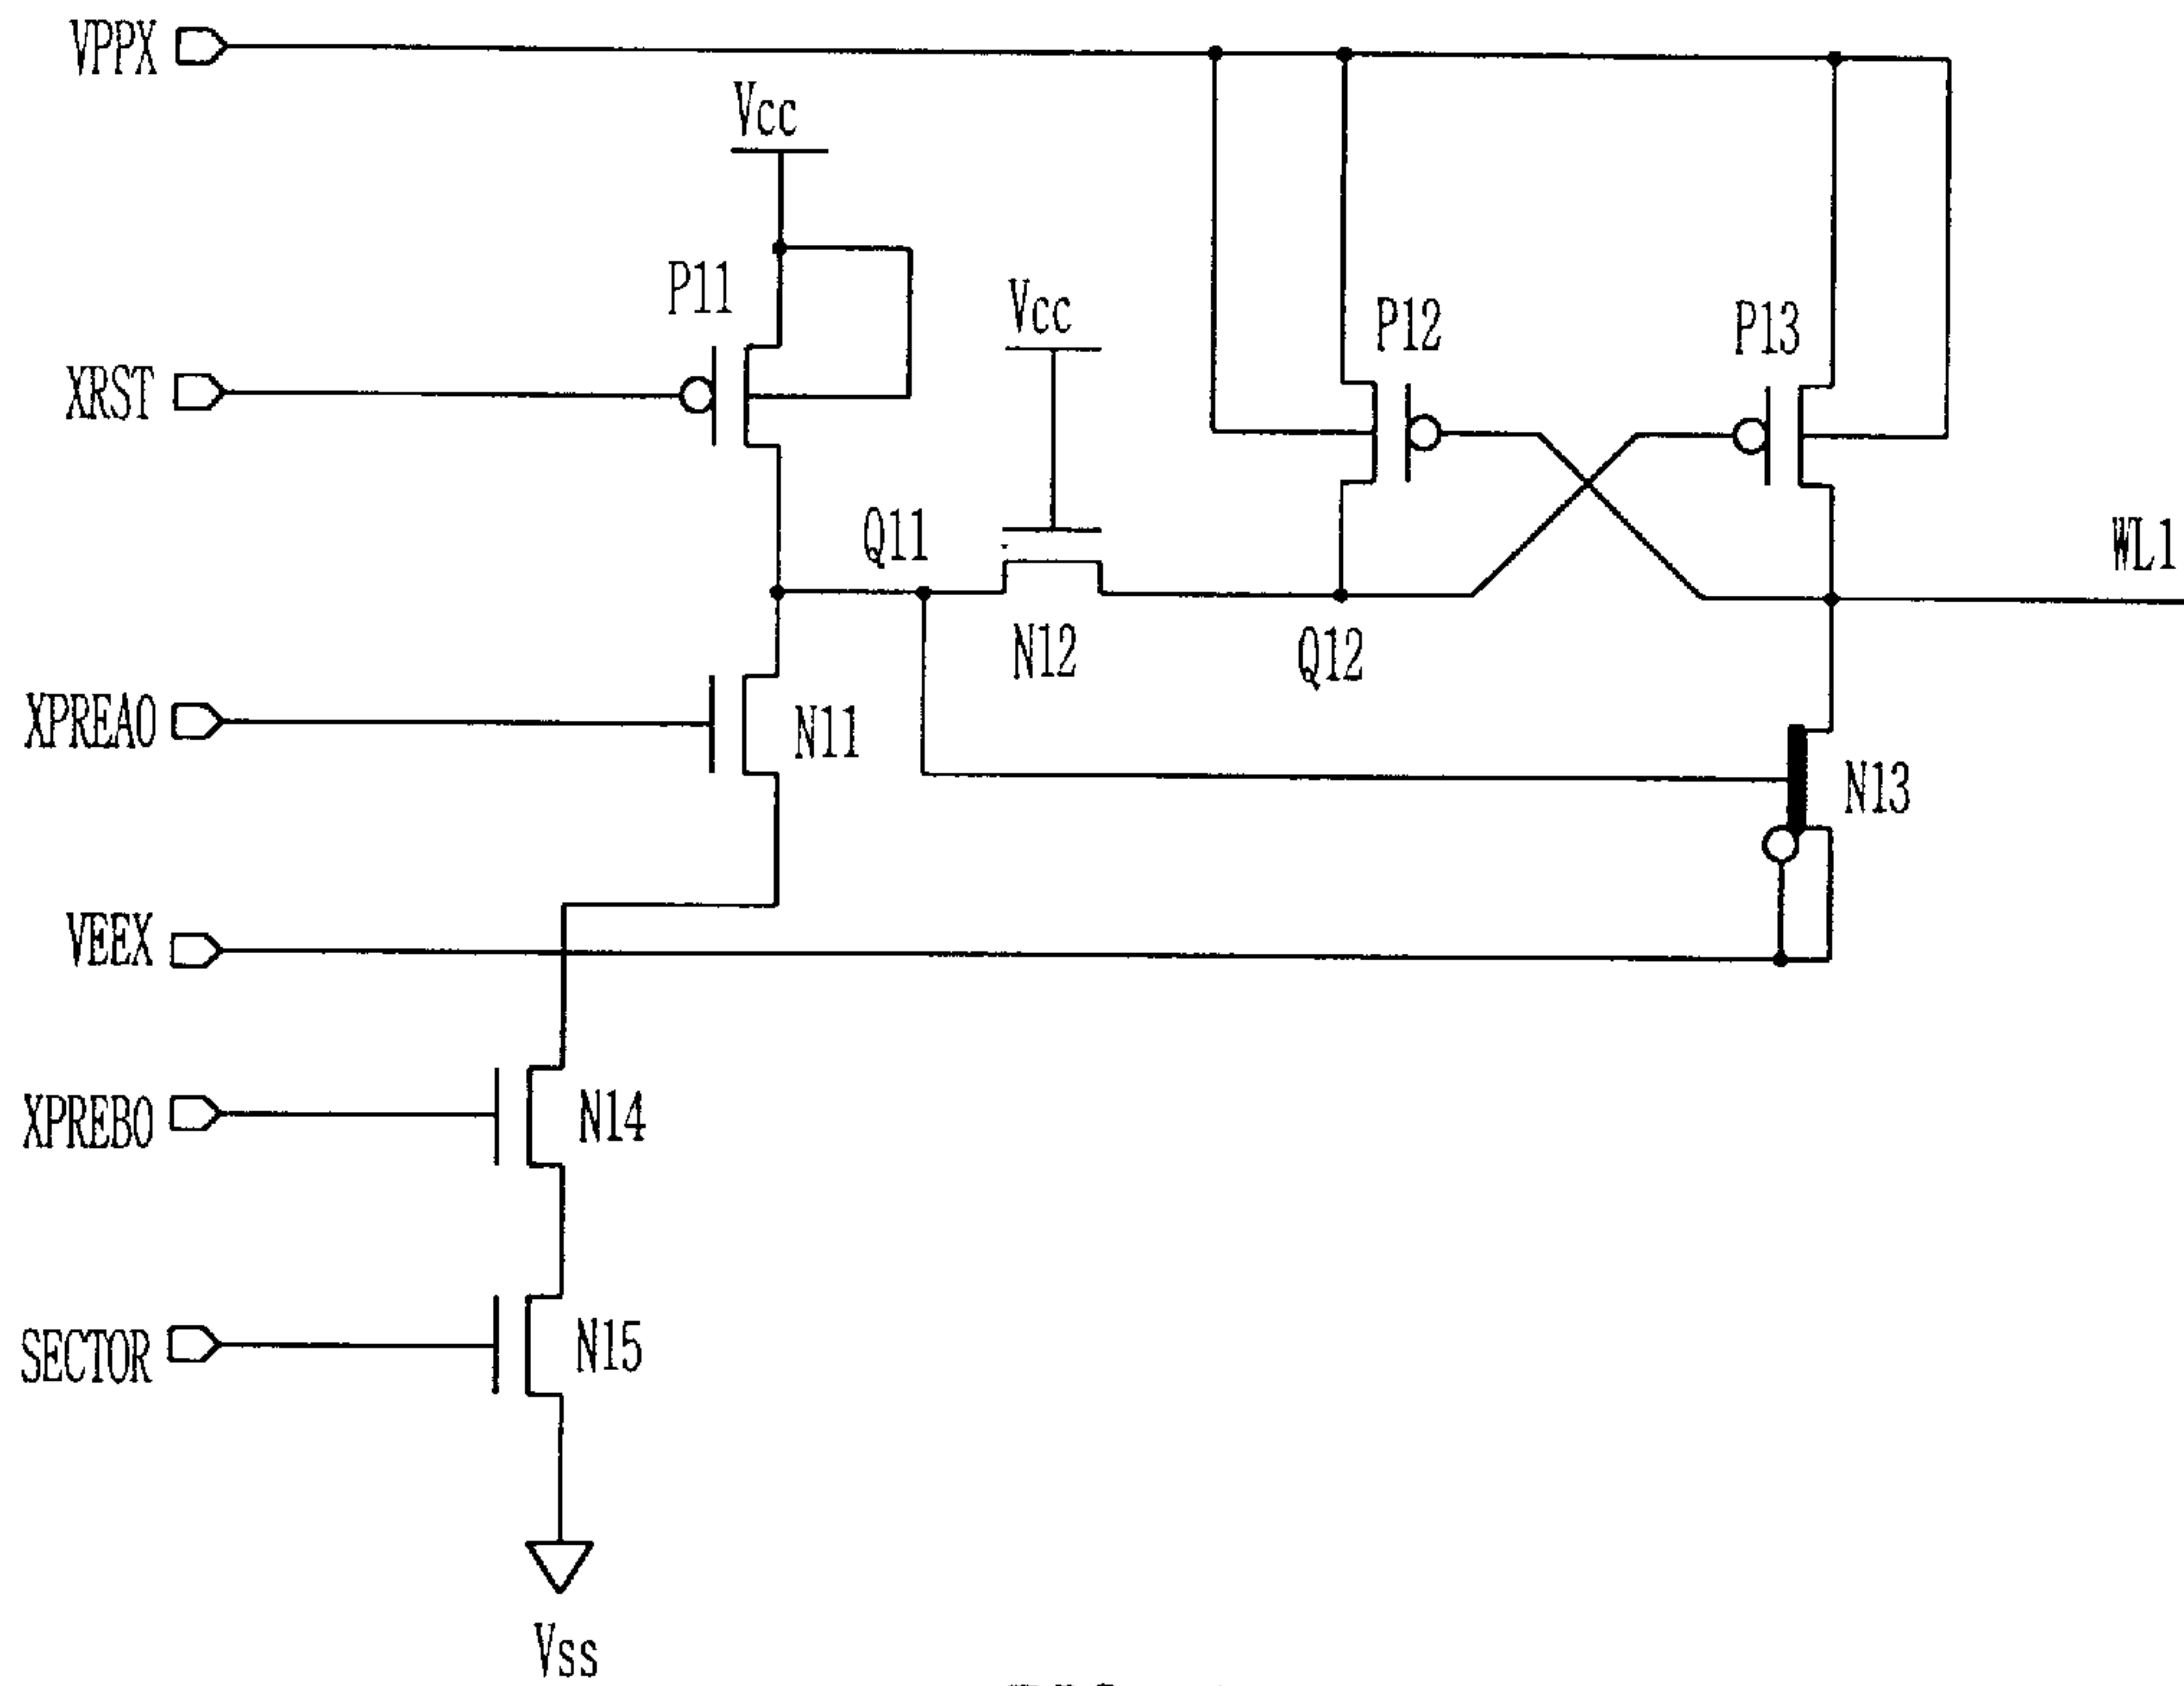 VPPX
Vcc
P11
Vcc
P12
P13
XRST
Q11
WL1
N12
Q12
XPREA0
N11
N13
VEEX
XPREB0
N14
SECTOR
N15
Vss